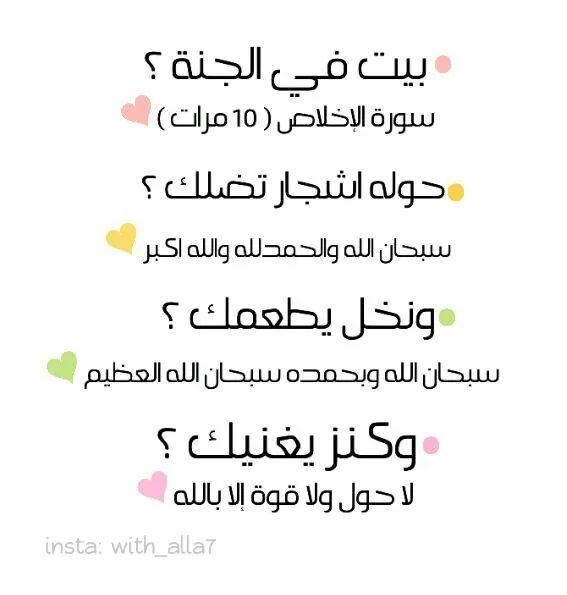 بيت في الجنة ؟
سورة الإخلاص ( 10 مرات )
حوله اشجار تضلك ؟
سبحان الله والحمدلله والله اكبر
ونخل يطعمك ؟
سبحان الله وبحمده سبحان الله العظيم
وكنز يغنيك ؟
لا حول ولا قوة إلا بالله
insta: with_alla7